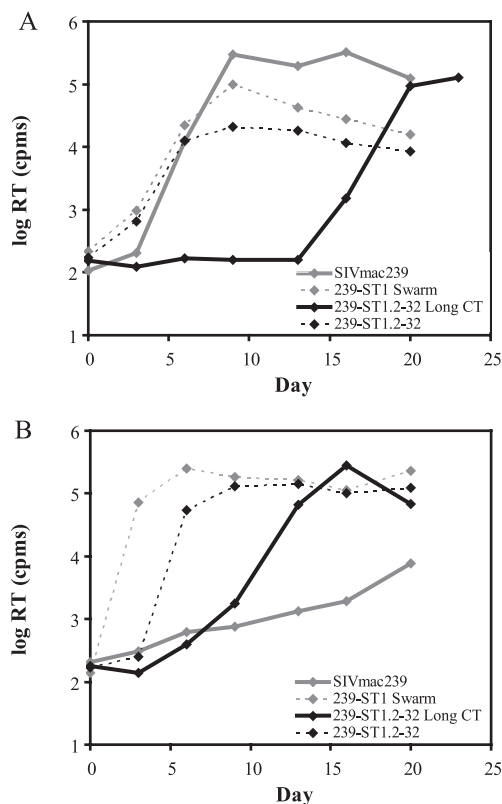 A
6
5
4
3
2
1
log RT (cpms)
SIVmac239
239-ST1 Swarm
239-ST1.2-32 Long CT
239-ST1.2-32
0
5
10
15
20
25
Day
B
6
5
4
3
2
1
log RT (cpms)
SIVmac239
239-ST1 Swarm
239-ST1.2-32 Long CT
239-ST1.2-32
0
5
10
15
20
25
Day